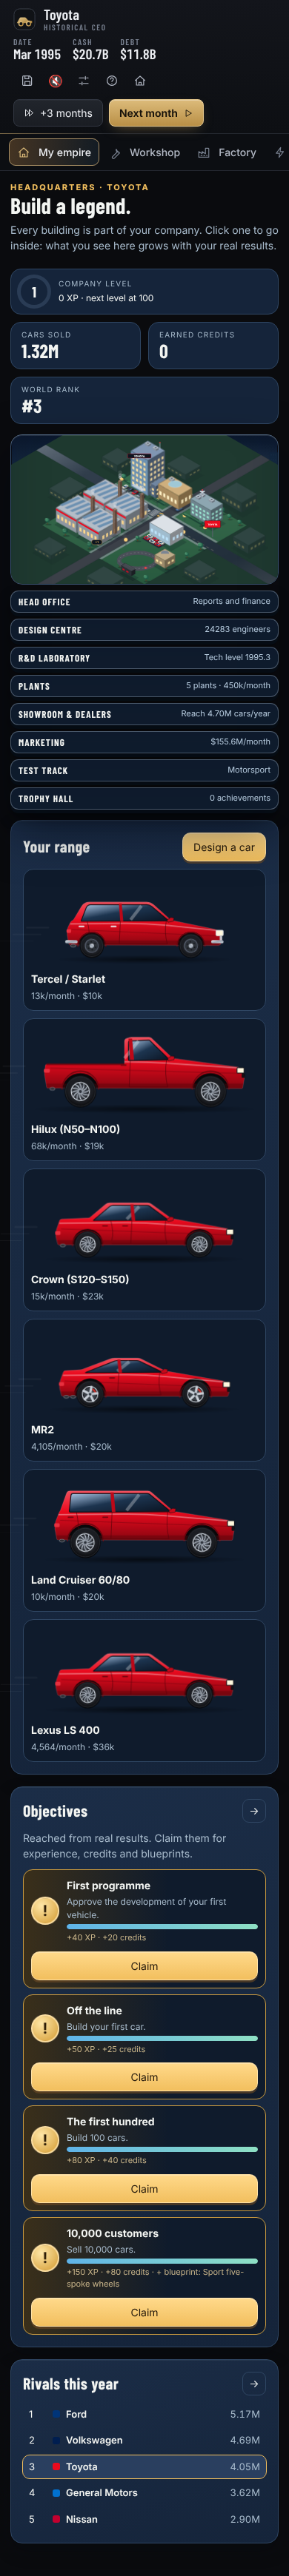 Toyota
HISTORICAL CEO
DATE CASH DEBT
Mar 1995 $20.7B $11.8B
+3 months Next month
My empire Workshop Factory
HEADQUARTERS · TOYOTA
Build a legend.
Every building is part of your company. Click one to go
inside: what you see here grows with your real results.
1
COMPANY LEVEL
0 XP · next level at 100
CARS SOLD
1.32M
EARNED CREDITS
0
WORLD RANK
#3
HEAD OFFICE Reports and finance
DESIGN CENTRE 24283 engineers
R&D LABORATORY Tech level 1995.3
PLANTS 5 plants · 450k/month
SHOWROOM & DEALERS Reach 4.70M cars/year
MARKETING $155.6M/month
TEST TRACK Motorsport
TROPHY HALL 0 achievements
Your range Design a car
Tercel / Starlet
13k/month · $10k
Hilux (N50–N100)
68k/month · $19k
Crown (S120–S150)
15k/month · $23k
MR2
4,105/month · $20k
Land Cruiser 60/80
10k/month · $20k
Lexus LS 400
4,564/month · $36k
Objectives
Reached from real results. Claim them for
experience, credits and blueprints.
First programme
Approve the development of your first
vehicle.
+40 XP · +20 credits
Claim
Off the line
Build your first car.
+50 XP · +25 credits
Claim
The first hundred
Build 100 cars.
+80 XP · +40 credits
Claim
10,000 customers
Sell 10,000 cars.
+150 XP · +80 credits · + blueprint: Sport five-
spoke wheels
Claim
Rivals this year
1 Ford 5.17M
2 Volkswagen 4.69M
3 Toyota 4.05M
4 General Motors 3.62M
5 Nissan 2.90M